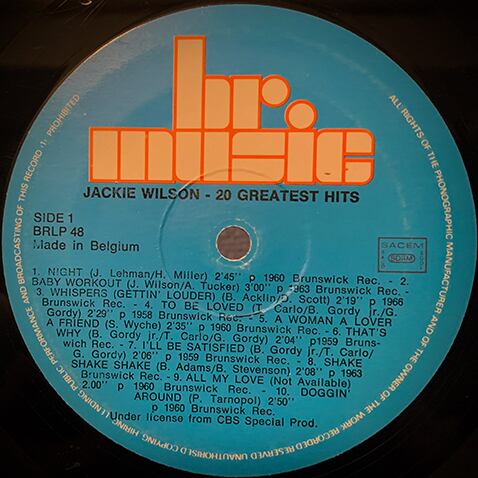 br.
music
JACKIE WILSON - 20 GREATEST HITS
SIDE 1
BRLP 48
Made in Belgium
SACEM
SDRM
1. NIGHT (J. Lehman/H. Miller) 2'45" p 1960 Brunswick Rec. - 2.
BABY WORKOUT (J. Wilson/A. Tucker) 3'00" p 1963 Brunswick Rec.
- 3. WHISPERS (GETTIN' LOUDER) (B. Acklin/D. Scott) 2'19" p 1966
Brunswick Rec. - 4. TO BE LOVED (T. Carlo/B. Gordy jr./G.
Gordy) 2'29" p 1958 Brunswick Rec. - 5. A WOMAN A LOVER
A FRIEND (S. Wyche) 2'35" p 1960 Brunswick Rec. - 6. THAT'S
WHY (B. Gordy jr./T. Carlo/G. Gordy) 2'04" p1959 Bruns-
wick Rec. - 7. I'LL BE SATISFIED (B. Gordy jr./T. Carlo/
G. Gordy) 2'06" p 1959 Brunswick Rec. - 8. SHAKE
SHAKE SHAKE (B. Adams/B. Stevenson) 2'08" p 1963
Brunswick Rec. - 9. ALL MY LOVE (Not Available)
2.00" p 1960 Brunswick Rec. - 10. DOGGIN'
AROUND (P. Tarnopol) 2'50"
p 1960 Brunswick Rec.
Under license from CBS Special Prod.
ALL RIGHTS OF THE PHONOGRAPHIC MANUFACTURER AND OF THE OWNER OF THE WORK RECORDED RESERVED UNAUTHORISED COPYING HIRING LENDING PUBLIC PERFORMANCE AND BROADCASTING OF THIS RECORD PROHIBITED